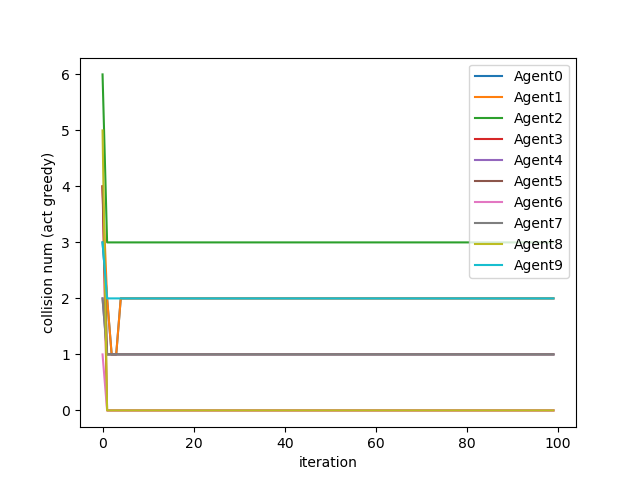 6
5
4
3
2
1
0
collision num (act greedy)
0
20
40
60
80
100
iteration
Agent0
Agent1
Agent2
Agent3
Agent4
Agent5
Agent6
Agent7
Agent8
Agent9